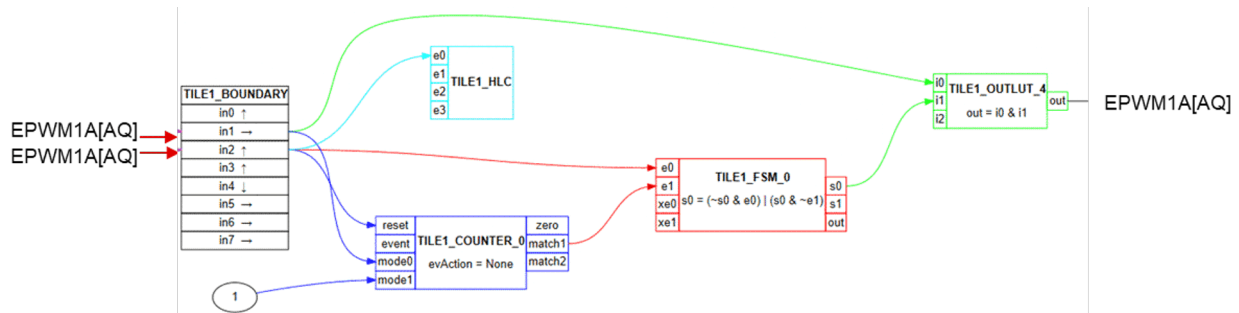 EPWM1A[AQ]
EPWM1A[AQ]
TILE1_BOUNDARY
in0 ↑
in1 →
in2 ↑
in3 ↑
in4 ↓
in5 →
in6 →
in7 →
e0
e1
e2
e3
TILE1_HLC
reset
event
mode0
mode1
TILE1_COUNTER_0
evAction = None
zero
match1
match2
1
e0
e1
xe0
xe1
TILE1_FSM_0
s0 = (~s0 & e0) | (s0 & ~e1)
s0
s1
out
i0
i1
i2
TILE1_OUTLUT_4
out = i0 & i1
out
EPWM1A[AQ]